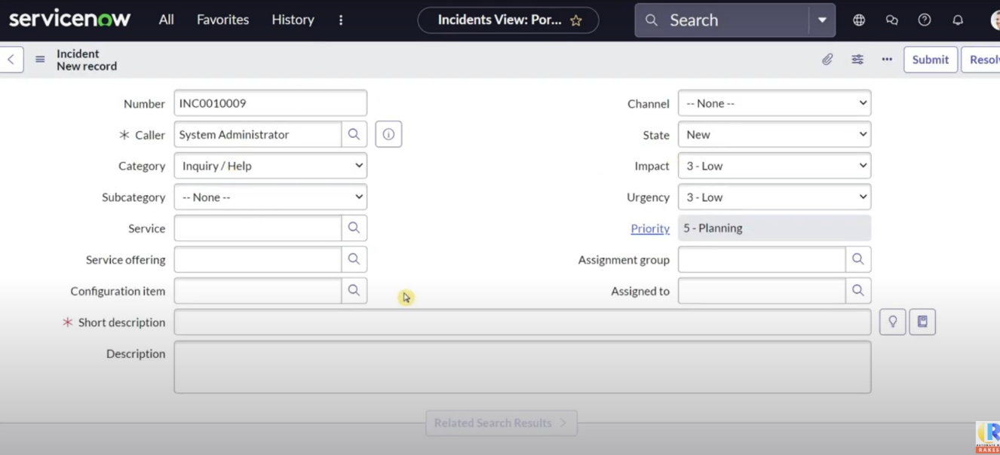 servicenow All Favorites History Incidents View: Por... Search
Incident
New record
Submit
Number INC0010009
Channel -- None --
Caller System Administrator
State New
Category Inquiry / Help
Impact 3 - Low
Subcategory -- None --
Urgency 3 - Low
Service
Priority 5 - Planning
Service offering
Assignment group
Configuration item
Assigned to
Short description
Description
Related Search Results